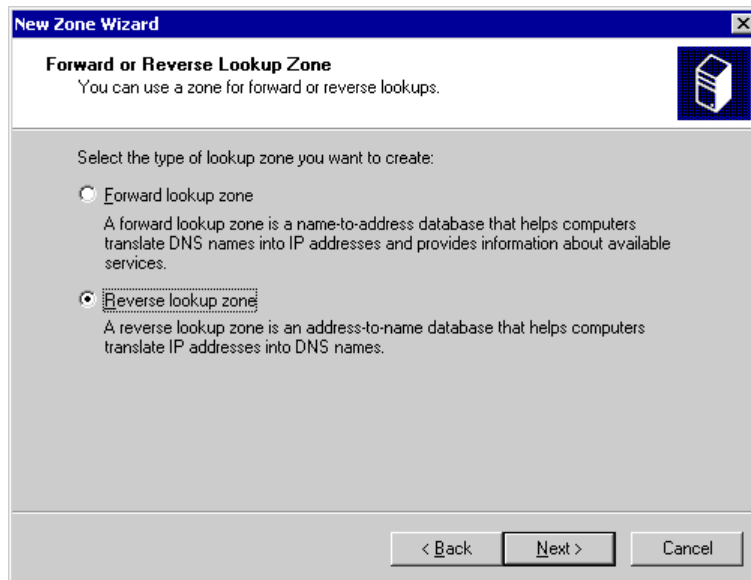 New Zone Wizard
Forward or Reverse Lookup Zone
You can use a zone for forward or reverse lookups.
Select the type of lookup zone you want to create:
Forward lookup zone
A forward lookup zone is a name-to-address database that helps computers
translate DNS names into IP addresses and provides information about available
services.
Reverse lookup zone
A reverse lookup zone is an address-to-name database that helps computers
translate IP addresses into DNS names.
< Back Next > Cancel